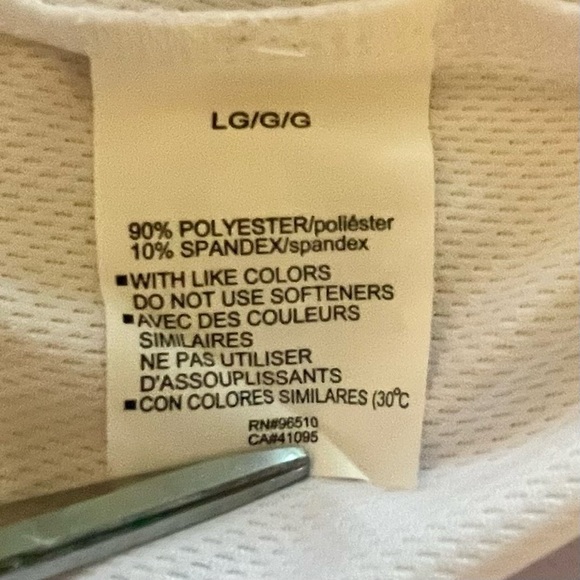 LG/G/G
90% POLYESTER/poliéster
10% SPANDEX/spandex
■WITH LIKE COLORS
DO NOT USE SOFTENERS
■AVEC DES COULEURS
SIMILAIRES
NE PAS UTILISER
D'ASSOUPLISSANTS
■CON COLORES SIMILARES (30°C
RN#96510
CA#41095